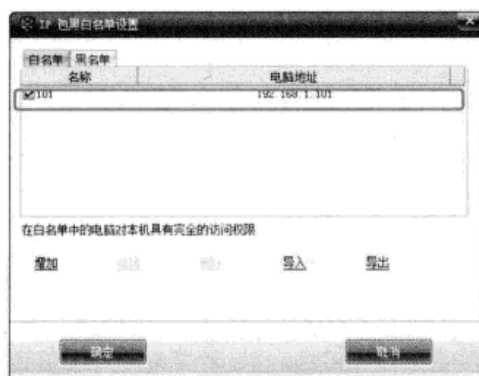 IP 包黑白名单设置
白名单 黑名单
名称 电脑地址
101 192.168.1.101
在白名单中的电脑对本机具有完全的访问权限
增加 导入 导出
确定 取消